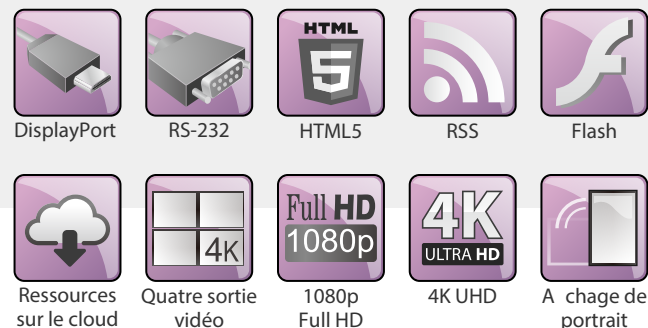 HTML
5
DisplayPort
RS-232
HTML5
RSS
Flash
4K
Full HD
1080p
4K
ULTRA HD
Ressources
sur le cloud
Quatre sortie
vidéo
1080p
Full HD
4K UHD
A chage de
portrait